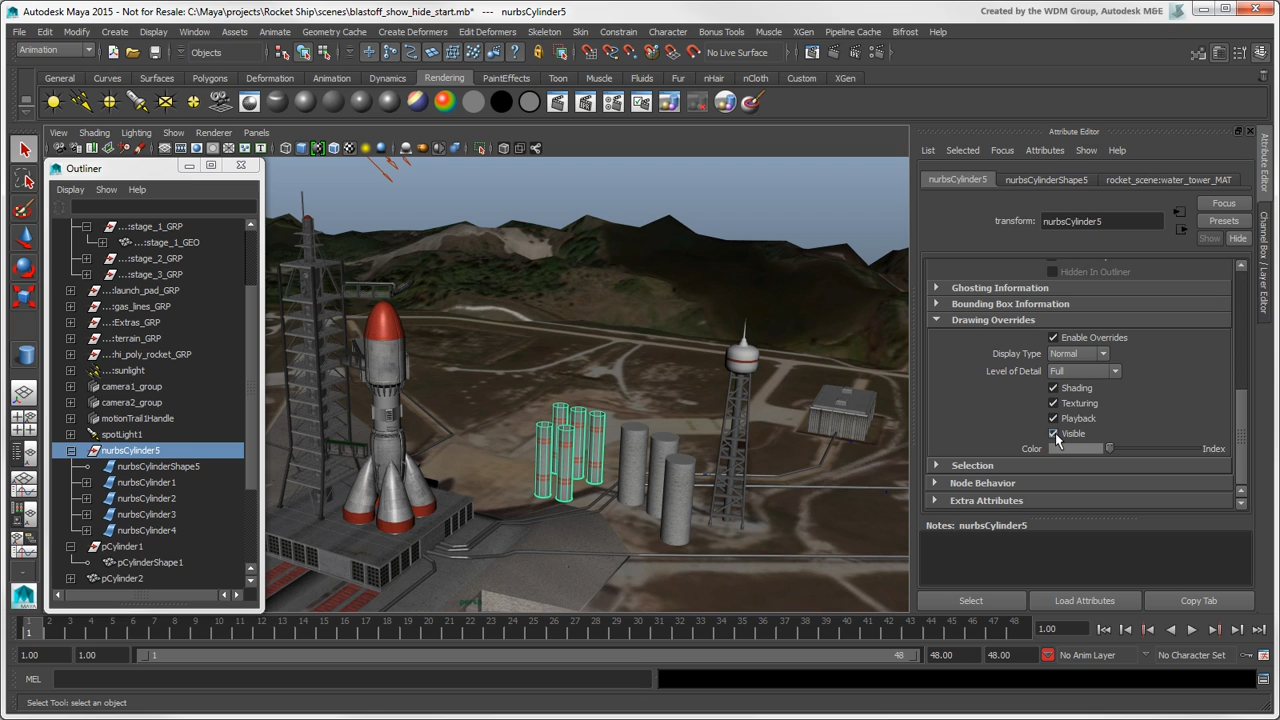 Autodesk Maya 2015 - Not for Resale: C:\Maya\projects\Rocket Ship\scenes\blastoff_show_hide_start.mb* --- nurbsCylinder5
Created by the WDM Group, Autodesk M&E
File Edit Modify Create Display Window Assets Animate Geometry Cache Create Deformers Edit Deformers Skeleton Skin Constrain Character Bonus Tools Muscle XGen Pipeline Cache Bifrost Help
Animation
Objects
No Live Surface
General Curves Surfaces Polygons Deformation Animation Dynamics Rendering PaintEffects Toon Muscle Fluids Fur nHair nCloth Custom XGen
View Shading Lighting Show Renderer Panels
Outliner
Display Show Help
...:stage_1_GRP
...:stage_1_GEO
...:stage_2_GRP
...:stage_3_GRP
...:launch_pad_GRP
...:gas_lines_GRP
...:Extras_GRP
...:terrain_GRP
...:hi_poly_rocket_GRP
...:sunlight
camera1_group
camera2_group
motionTrail1Handle
spotLight1
nurbsCylinder5
nurbsCylinderShape5
nurbsCylinder1
nurbsCylinder2
nurbsCylinder3
nurbsCylinder4
pCylinder1
pCylinderShape1
pCylinder2
MAYA
Attribute Editor
List Selected Focus Attributes Show Help
nurbsCylinder5 nurbsCylinderShape5 rocket_scene:water_tower_MAT
Focus
transform: nurbsCylinder5
Presets
Show Hide
Hidden In Outliner
Ghosting Information
Bounding Box Information
Drawing Overrides
Enable Overrides
Display Type Normal
Level of Detail Full
Shading
Texturing
Playback
Visible
Color Index
Selection
Node Behavior
Extra Attributes
Notes: nurbsCylinder5
Select Load Attributes Copy Tab
Attribute Editor
Channel Box / Layer Editor
1 2 3 4 5 6 7 8 9 10 11 12 13 14 15 16 17 18 19 20 21 22 23 24 25 26 27 28 29 30 31 32 33 34 35 36 37 38 39 40 41 42 43 44 45 46 47 48
1
1.00
1.00 1.00 1 48 48.00 48.00 No Anim Layer No Character Set
MEL
Select Tool: select an object